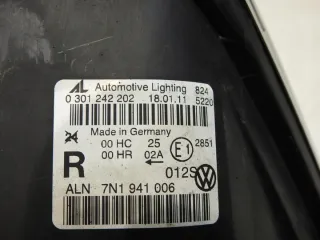 AL Automotive Lighting 824
0 301 242 202 18.01.11 5220
Made in Germany
00 HC 25 E1 2851
00 HR 02A
R 012S
ALN 7N1 941 006